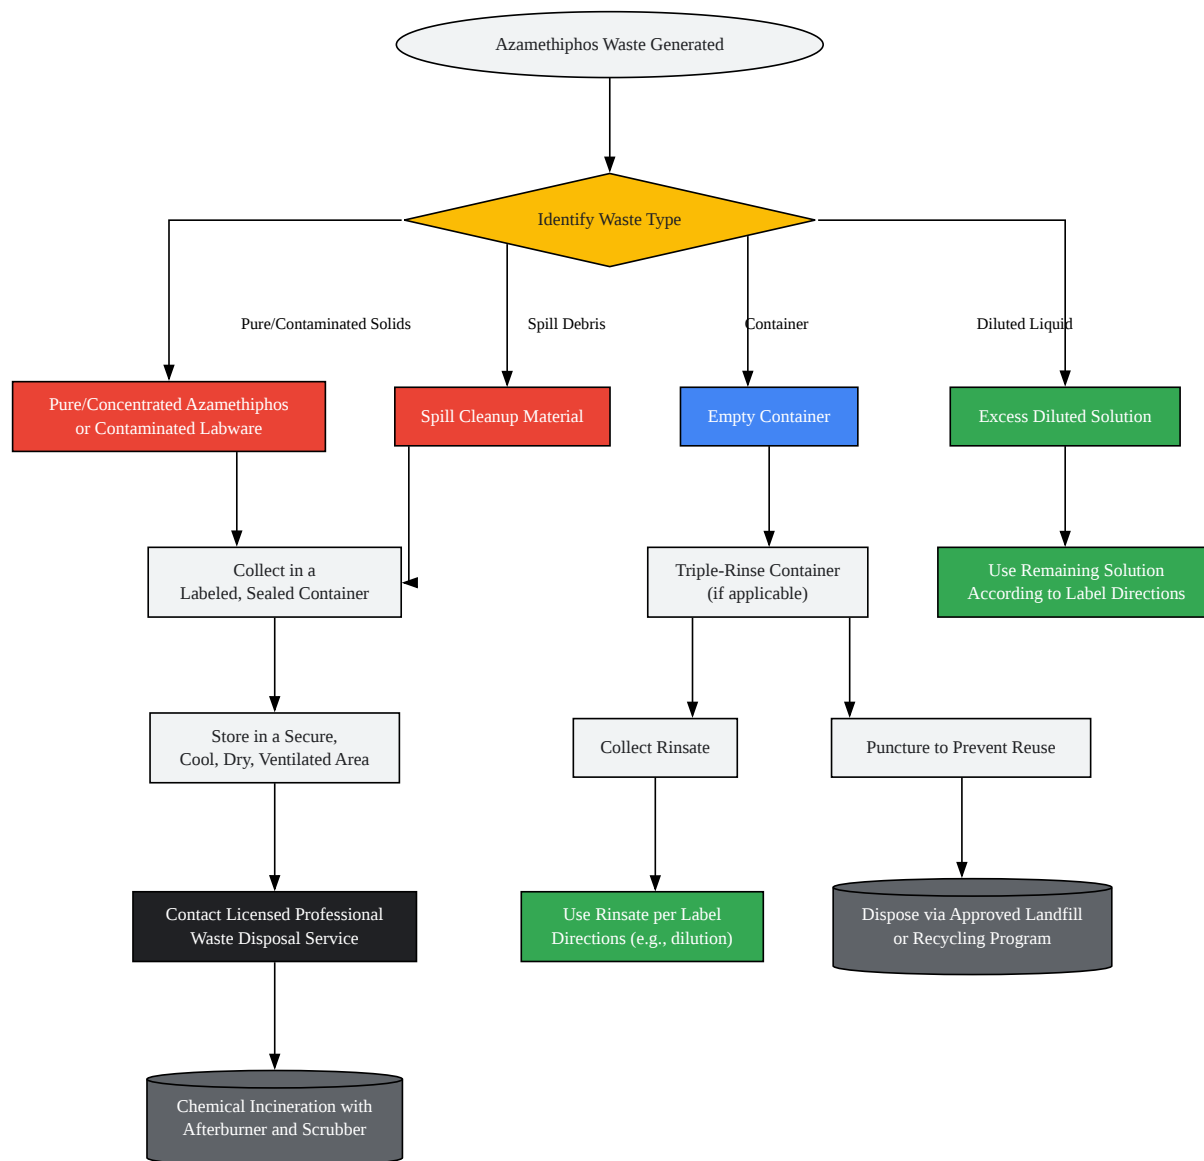 Azamethiphos Waste Generated
Identify Waste Type
Pure/Contaminated Solids
Spill Debris
Container
Diluted Liquid
Pure/Concentrated Azamethiphos
or Contaminated Labware
Spill Cleanup Material
Empty Container
Excess Diluted Solution
Collect in a
Labeled, Sealed Container
Triple-Rinse Container
(if applicable)
Use Remaining Solution
According to Label Directions
Store in a Secure,
Cool, Dry, Ventilated Area
Collect Rinsate
Puncture to Prevent Reuse
Contact Licensed Professional
Waste Disposal Service
Use Rinsate per Label
Directions (e.g., dilution)
Dispose via Approved Landfill
or Recycling Program
Chemical Incineration with
Afterburner and Scrubber